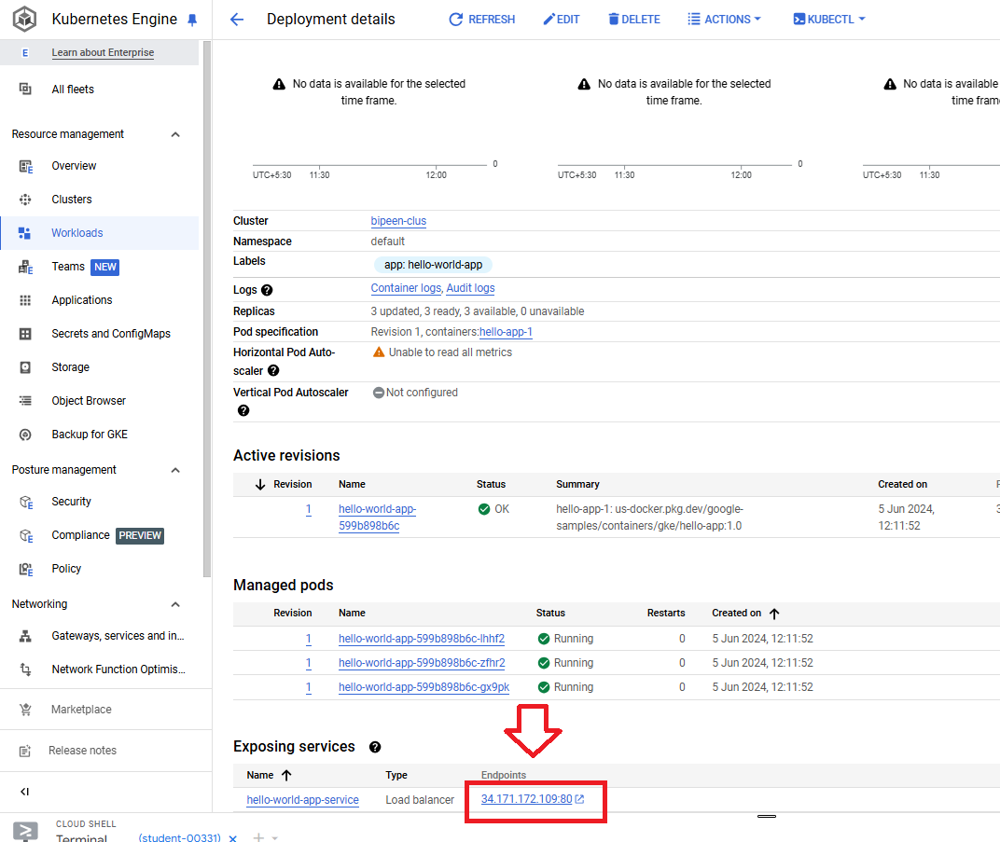 Kubernetes Engine
Deployment details
REFRESH
EDIT
DELETE
ACTIONS
KUBECTL
E Learn about Enterprise
All fleets
Resource management
Overview
Clusters
Workloads
Teams NEW
Applications
Secrets and ConfigMaps
Storage
Object Browser
Backup for GKE
Posture management
Security
Compliance PREVIEW
Policy
Networking
Gateways, services and in...
Network Function Optimis...
Marketplace
Release notes
No data is available for the selected
time frame.
UTC+5:30 11:30 12:00 0
No data is available for the selected
time frame.
UTC+5:30 11:30 12:00 0
No data is available
time fram
UTC+5:30 11:30
Cluster bipeen-clus
Namespace default
Labels app: hello-world-app
Logs Container logs, Audit logs
Replicas 3 updated, 3 ready, 3 available, 0 unavailable
Pod specification Revision 1, containers:hello-app-1
Horizontal Pod Auto- Unable to read all metrics
scaler
Vertical Pod Autoscaler Not configured
Active revisions
Revision Name Status Summary Created on
1 hello-world-app- OK hello-app-1: us-docker.pkg.dev/google- 5 Jun 2024, 3
599b898b6c samples/containers/gke/hello-app:1.0 12:11:52
Managed pods
Revision Name Status Restarts Created on
1 hello-world-app-599b898b6c-lhhf2 Running 0 5 Jun 2024, 12:11:52
1 hello-world-app-599b898b6c-zfhr2 Running 0 5 Jun 2024, 12:11:52
1 hello-world-app-599b898b6c-gx9pk Running 0 5 Jun 2024, 12:11:52
Exposing services
Name Type Endpoints
hello-world-app-service Load balancer 34.171.172.109:80
CLOUD SHELL
Terminal (student-00331)